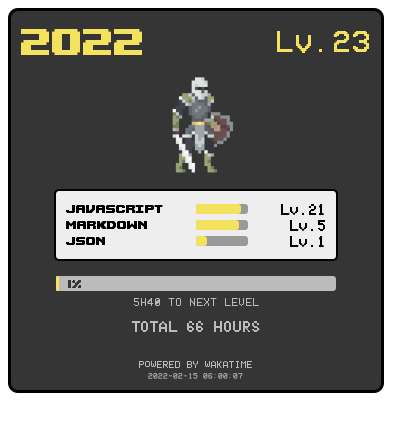 2022 Lv.23
JAVASCRIPT Lv.21
MARKDOWN Lv.5
JSON Lv.1
1%
5H40 TO NEXT LEVEL
TOTAL 66 HOURS
POWERED BY WAKATIME
2022-02-15 06:00:07